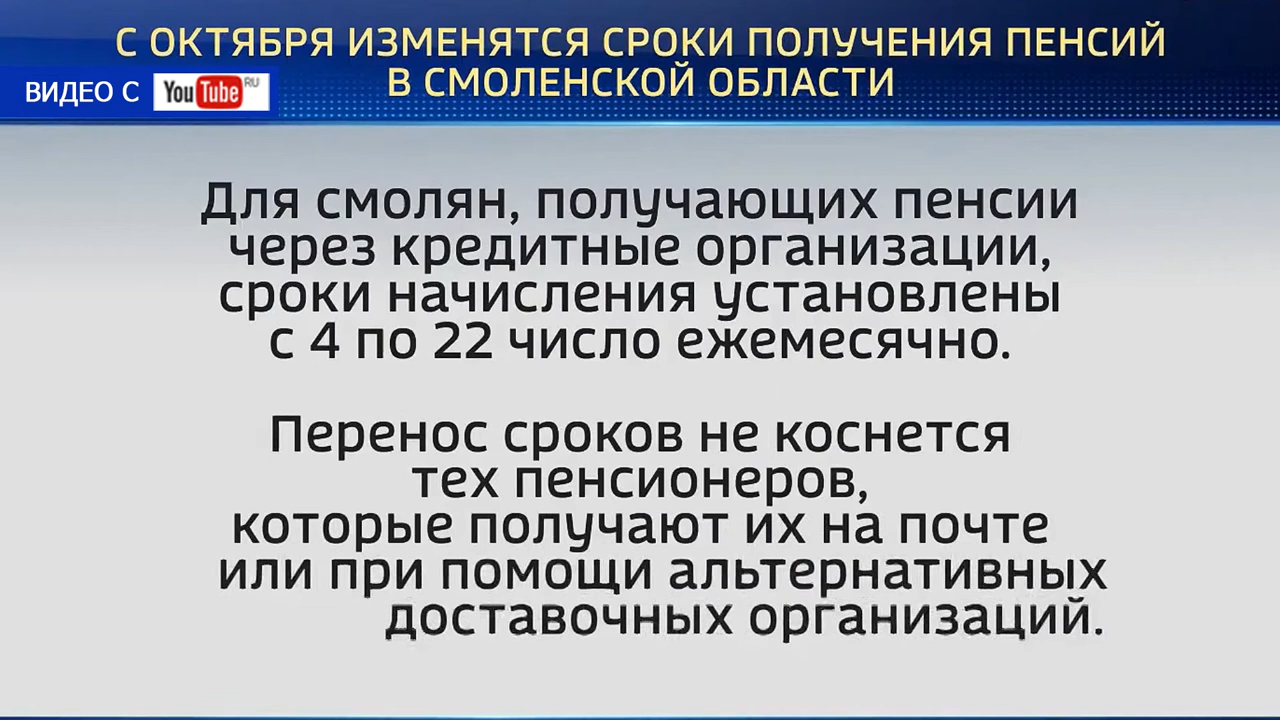 С ОКТЯБРЯ ИЗМЕНЯТСЯ СРОКИ ПОЛУЧЕНИЯ ПЕНСИЙ
В СМОЛЕНСКОЙ ОБЛАСТИ
ВИДЕО С YouTube RU
Для смолян, получающих пенсии
через кредитные организации,
сроки начисления установлены
с 4 по 22 число ежемесячно.
Перенос сроков не коснется
тех пенсионеров,
которые получают их на почте
или при помощи альтернативных
доставочных организаций.